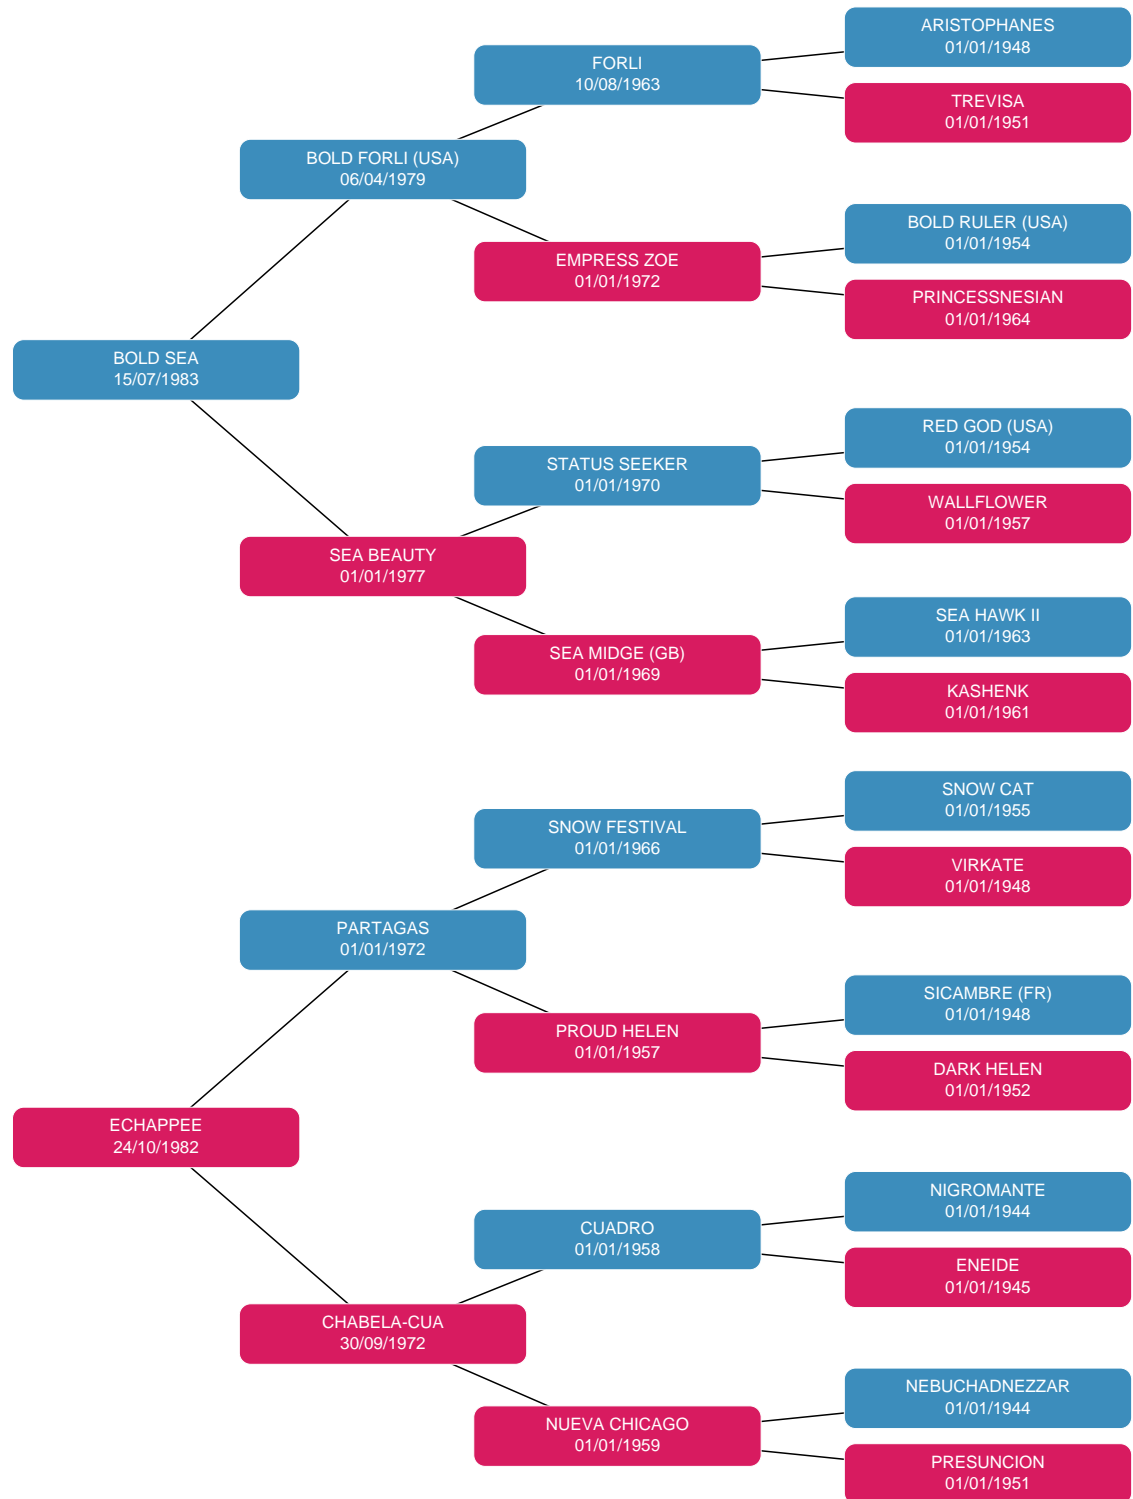 ARISTOPHANES
01/01/1948
FORLI
10/08/1963
TREVISA
01/01/1951
BOLD FORLI (USA)
06/04/1979
BOLD RULER (USA)
01/01/1954
EMPRESS ZOE
01/01/1972
PRINCESSNESIAN
01/01/1964
BOLD SEA
15/07/1983
RED GOD (USA)
01/01/1954
STATUS SEEKER
01/01/1970
WALLFLOWER
01/01/1957
SEA BEAUTY
01/01/1977
SEA HAWK II
01/01/1963
SEA MIDGE (GB)
01/01/1969
KASHENK
01/01/1961
SNOW CAT
01/01/1955
SNOW FESTIVAL
01/01/1966
VIRKATE
01/01/1948
PARTAGAS
01/01/1972
SICAMBRE (FR)
01/01/1948
PROUD HELEN
01/01/1957
DARK HELEN
01/01/1952
ECHAPPEE
24/10/1982
NIGROMANTE
01/01/1944
CUADRO
01/01/1958
ENEIDE
01/01/1945
CHABELA-CUA
30/09/1972
NEBUCHADNEZZAR
01/01/1944
NUEVA CHICAGO
01/01/1959
PRESUNCION
01/01/1951